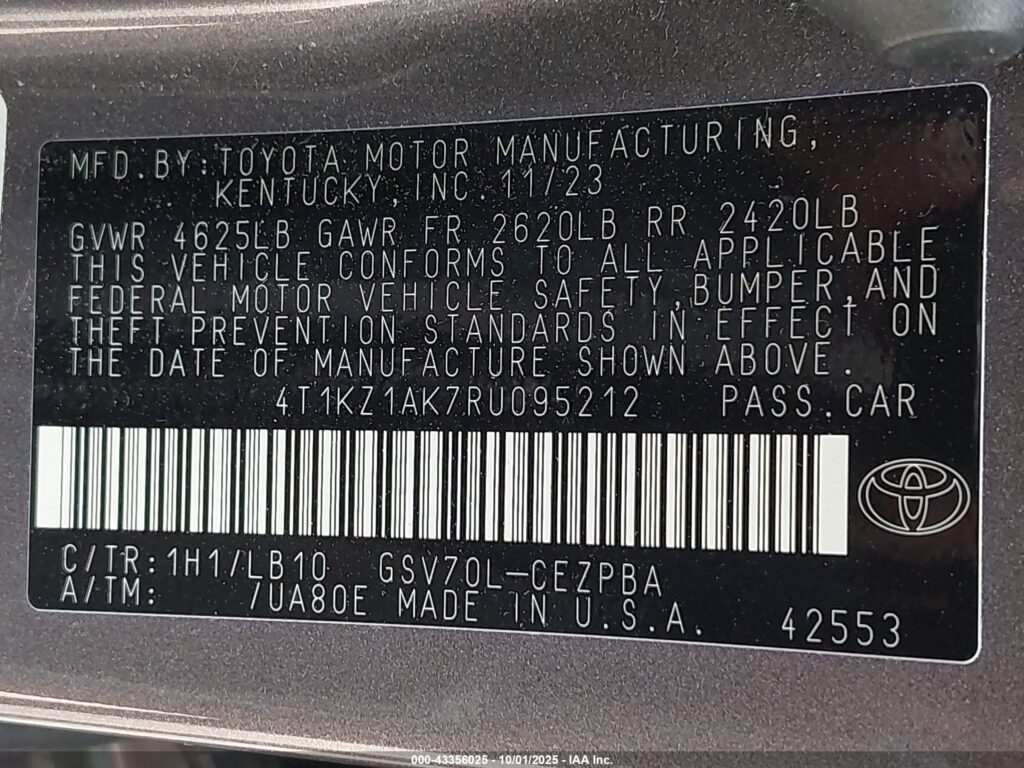 MFD.BY:TOYOTA MOTOR MANUFACTURING,
KENTUCKY,INC. 11/23
GVWR 4625LB GAWR FR 2620LB RR 2420LB
THIS VEHICLE CONFORMS TO ALL APPLICABLE
FEDERAL MOTOR VEHICLE SAFETY,BUMPER,AND
THEFT PREVENTION STANDARDS IN EFFECT ON
THE DATE OF MANUFACTURE SHOWN ABOVE.
4T1KZ1AK7RU095212 PASS.CAR
C/TR:1H1/LB10 GSV70L-CEZPBA
A/TM: 7UA80E MADE IN U.S.A.
42553
000-43356025 - 10/01/2025 - IAA Inc.